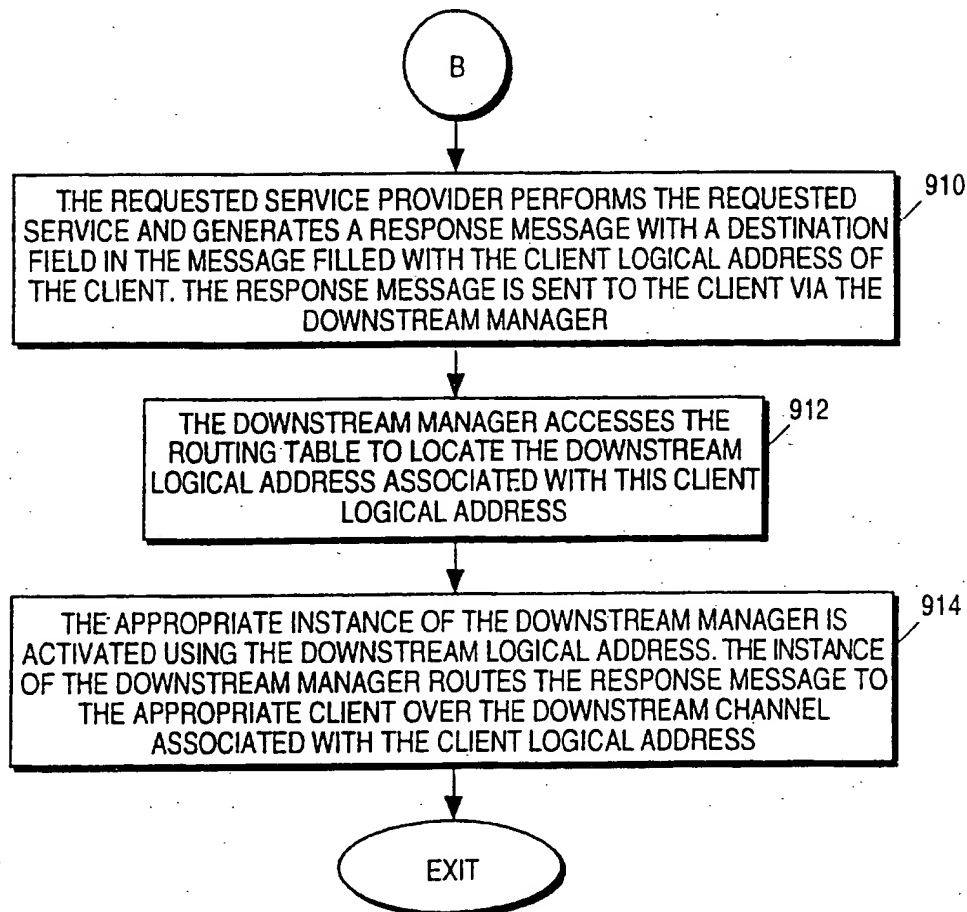 B
THE REQUESTED SERVICE PROVIDER PERFORMS THE REQUESTED
SERVICE AND GENERATES A RESPONSE MESSAGE WITH A DESTINATION
FIELD IN THE MESSAGE FILLED WITH THE CLIENT LOGICAL ADDRESS OF
THE CLIENT. THE RESPONSE MESSAGE IS SENT TO THE CLIENT VIA THE
DOWNSTREAM MANAGER
910
THE DOWNSTREAM MANAGER ACCESSES THE
ROUTING TABLE TO LOCATE THE DOWNSTREAM
LOGICAL ADDRESS ASSOCIATED WITH THIS CLIENT
LOGICAL ADDRESS
912
THE APPROPRIATE INSTANCE OF THE DOWNSTREAM MANAGER IS
ACTIVATED USING THE DOWNSTREAM LOGICAL ADDRESS. THE INSTANCE
OF THE DOWNSTREAM MANAGER ROUTES THE RESPONSE MESSAGE TO
THE APPROPRIATE CLIENT OVER THE DOWNSTREAM CHANNEL
ASSOCIATED WITH THE CLIENT LOGICAL ADDRESS
914
EXIT